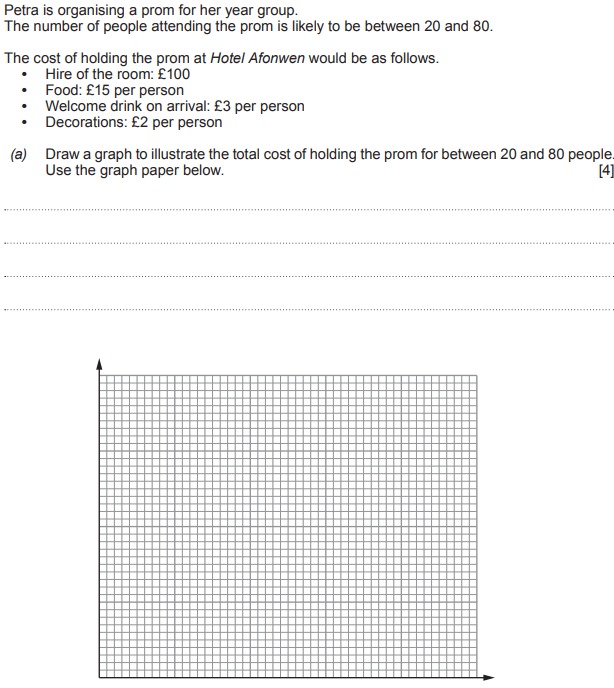 Petra is organising a prom for her year group.
The number of people attending the prom is likely to be between 20 and 80.
The cost of holding the prom at Hotel Afonwen would be as follows.
• Hire of the room: £100
• Food: £15 per person
• Welcome drink on arrival: £3 per person
• Decorations: £2 per person
(a) Draw a graph to illustrate the total cost of holding the prom for between 20 and 80 people.
Use the graph paper below. [4]